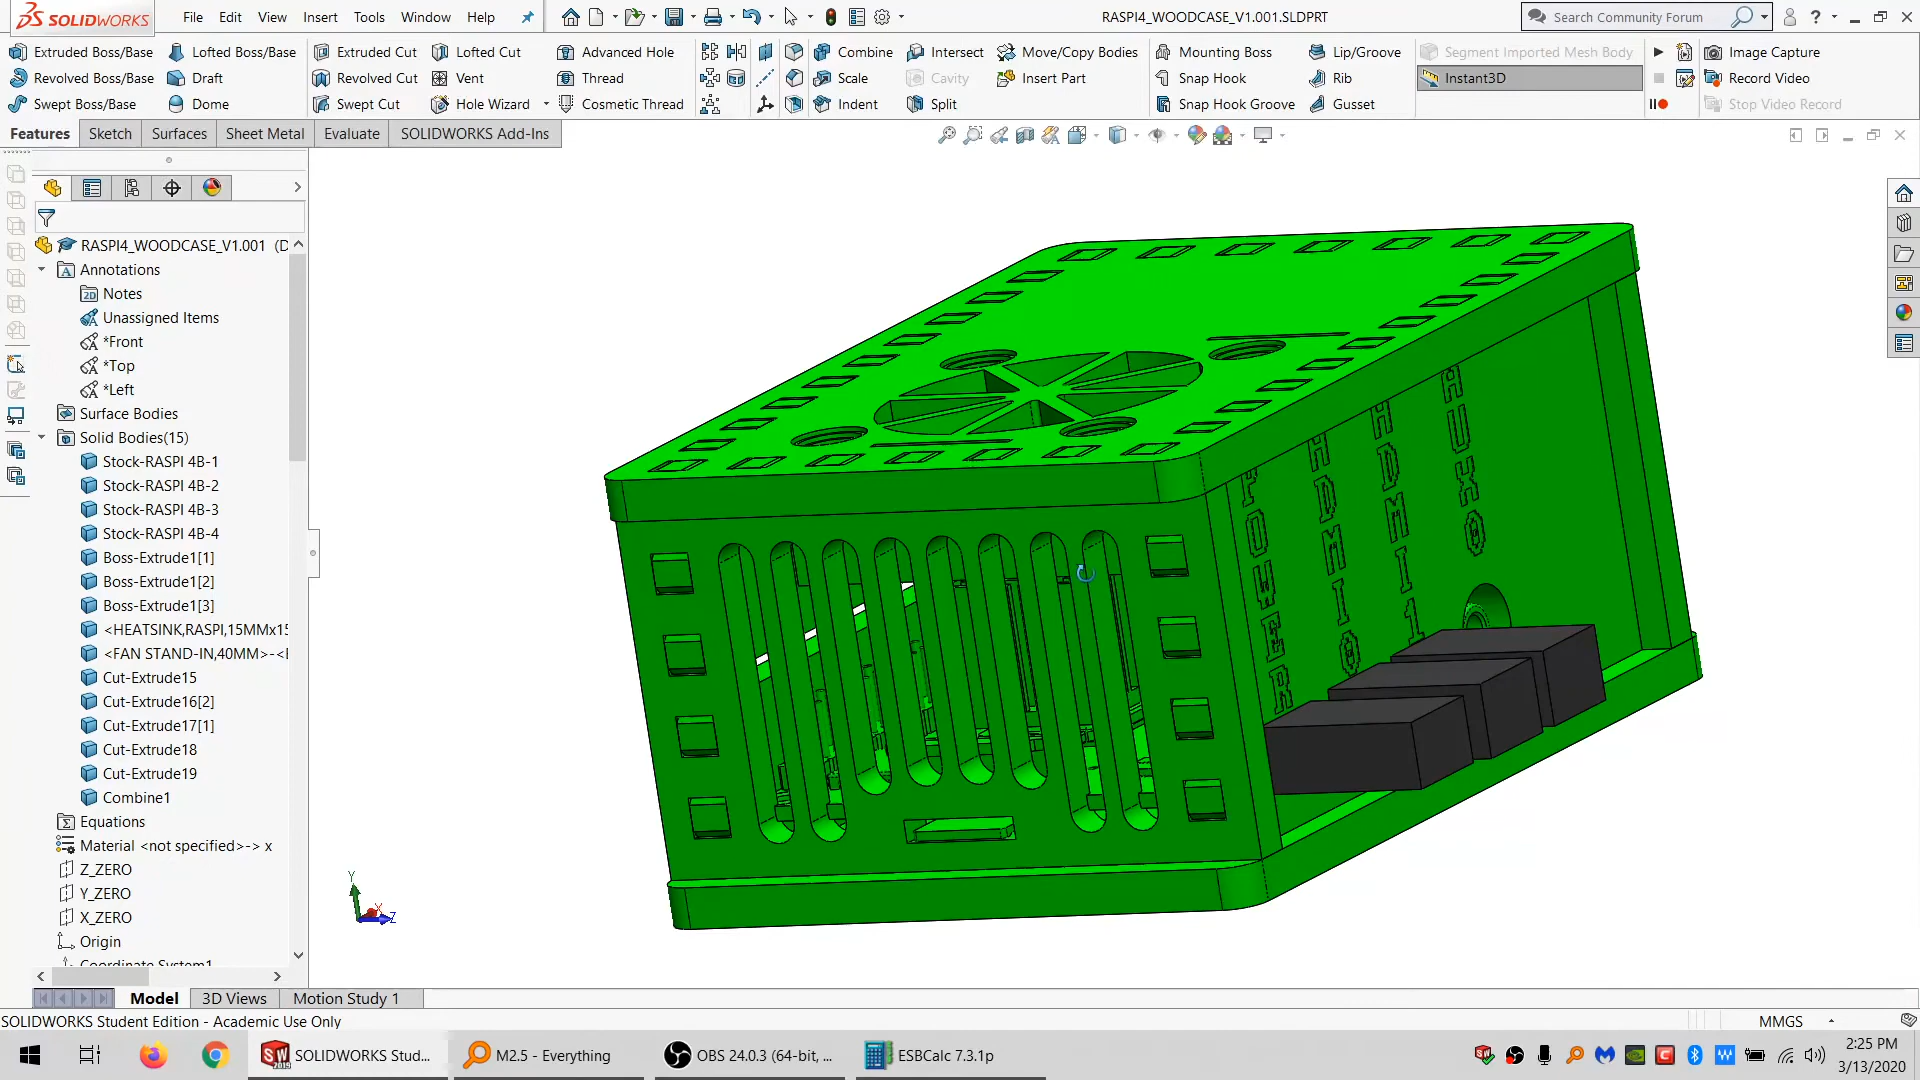 SOLIDWORKS
File Edit View Insert Tools Window Help
RASPI4_WOODCASE_V1.001.SLDPRT
Search Community Forum
Extruded Boss/Base
Lofted Boss/Base
Extruded Cut
Lofted Cut
Advanced Hole
Combine
Intersect
Move/Copy Bodies
Mounting Boss
Lip/Groove
Segment Imported Mesh Body
Image Capture
Revolved Boss/Base
Draft
Revolved Cut
Vent
Thread
Scale
Cavity
Insert Part
Snap Hook
Rib
Instant3D
Record Video
Swept Boss/Base
Dome
Swept Cut
Hole Wizard
Cosmetic Thread
Indent
Split
Snap Hook Groove
Gusset
Stop Video Record
Features Sketch Surfaces Sheet Metal Evaluate SOLIDWORKS Add-Ins
RASPI4_WOODCASE_V1.001 (D
Annotations
Notes
Unassigned Items
*Front
*Top
*Left
Surface Bodies
Solid Bodies(15)
Stock-RASPI 4B-1
Stock-RASPI 4B-2
Stock-RASPI 4B-3
Stock-RASPI 4B-4
Boss-Extrude1[1]
Boss-Extrude1[2]
Boss-Extrude1[3]
<HEATSINK,RASPI,15MMx15
<FAN STAND-IN,40MM>-<
Cut-Extrude15
Cut-Extrude16[2]
Cut-Extrude17[1]
Cut-Extrude18
Cut-Extrude19
Combine1
Equations
Material <not specified>-> x
Z_ZERO
Y_ZERO
X_ZERO
Origin
Coordinate System1
POWER
HDMI0
HDMI1
AUX0
Y
X
Z
Model 3D Views Motion Study 1
SOLIDWORKS Student Edition - Academic Use Only
MMGS
SOLIDWORKS Stud...
M2.5 - Everything
OBS 24.0.3 (64-bit, ...
ESBCalc 7.3.1p
2:25 PM
3/13/2020